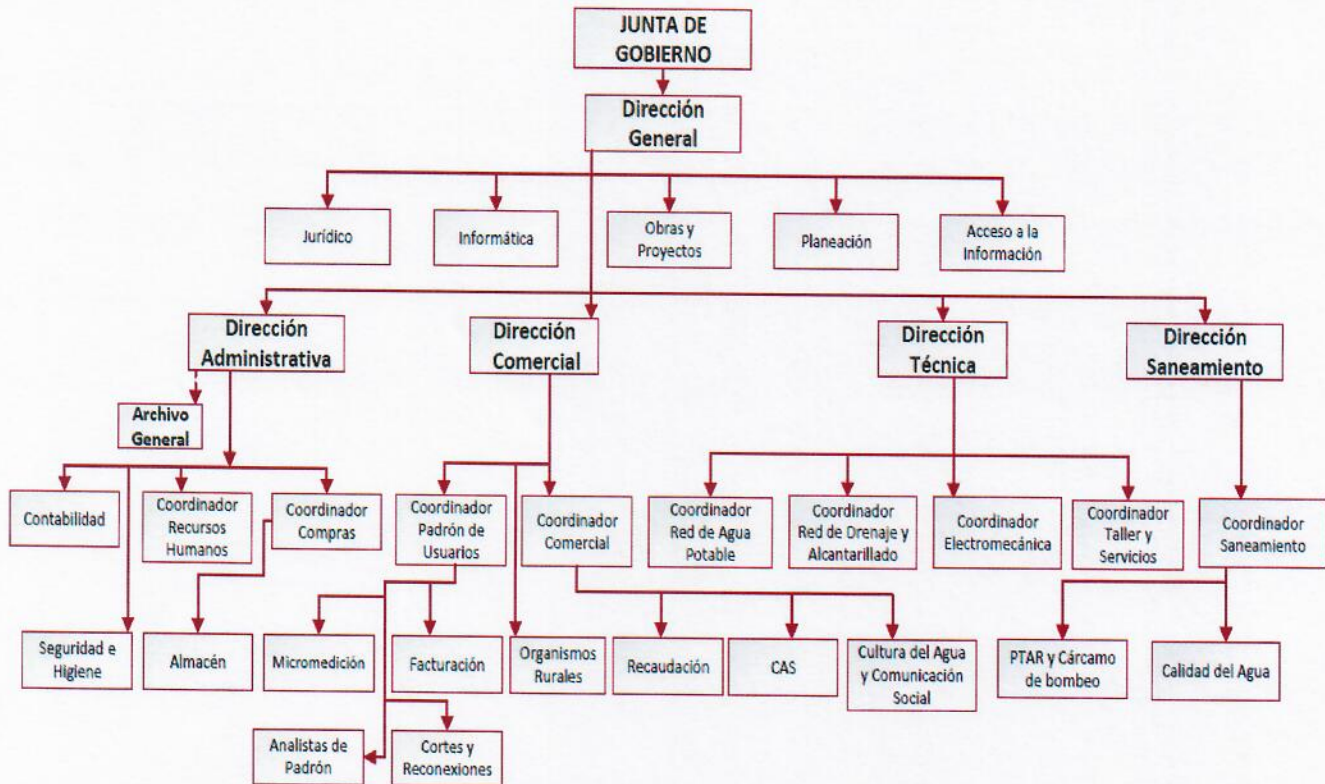 JUNTA DE
GOBIERNO
Dirección
General
Jurídico
Informática
Obras y
Proyectos
Planeación
Acceso a la
Información
Dirección
Administrativa
Dirección
Comercial
Dirección
Técnica
Dirección
Saneamiento
Archivo
General
Contabilidad
Coordinador
Recursos
Humanos
Coordinador
Compras
Coordinador
Padrón de
Usuarios
Coordinador
Comercial
Coordinador
Red de Agua
Potable
Coordinador
Red de Drenaje y
Alcantarillado
Coordinador
Electromecánica
Coordinador
Taller y
Servicios
Coordinador
Saneamiento
Seguridad e
Higiene
Almacén
Micromedición
Facturación
Organismos
Rurales
Recaudación
CAS
Cultura del Agua
y Comunicación
Social
PTAR y Cárcamo
de bombeo
Calidad del Agua
Analistas de
Padrón
Cortes y
Reconexiones